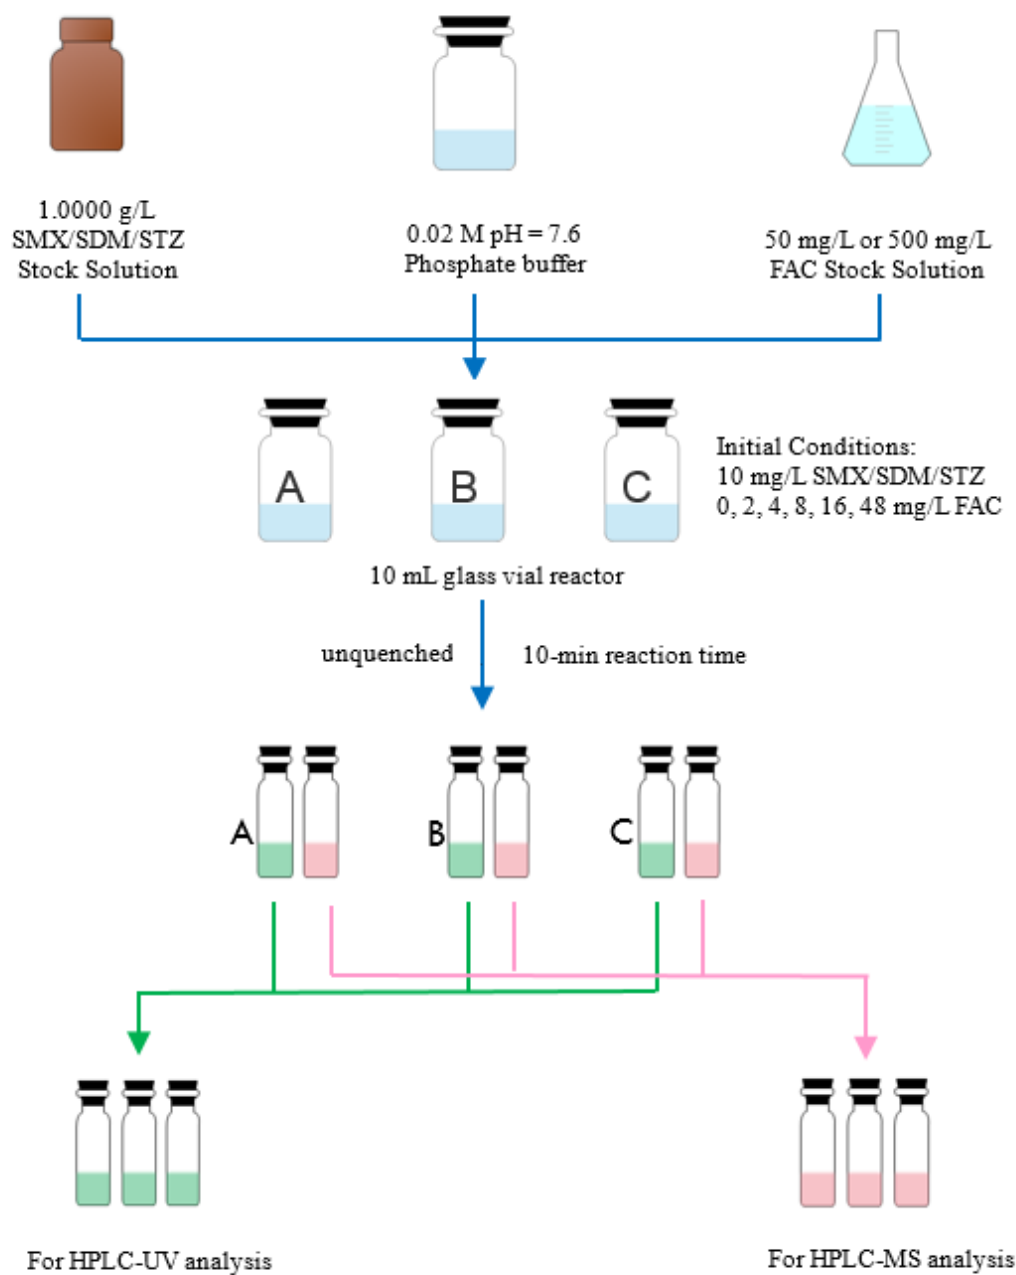 1.0000 g/L
SMX/SDM/STZ
Stock Solution
0.02 M pH = 7.6
Phosphate buffer
50 mg/L or 500 mg/L
FAC Stock Solution
A
B
C
Initial Conditions:
10 mg/L SMX/SDM/STZ
0, 2, 4, 8, 16, 48 mg/L FAC
10 mL glass vial reactor
unquenched
10-min reaction time
A
B
C
For HPLC-UV analysis
For HPLC-MS analysis